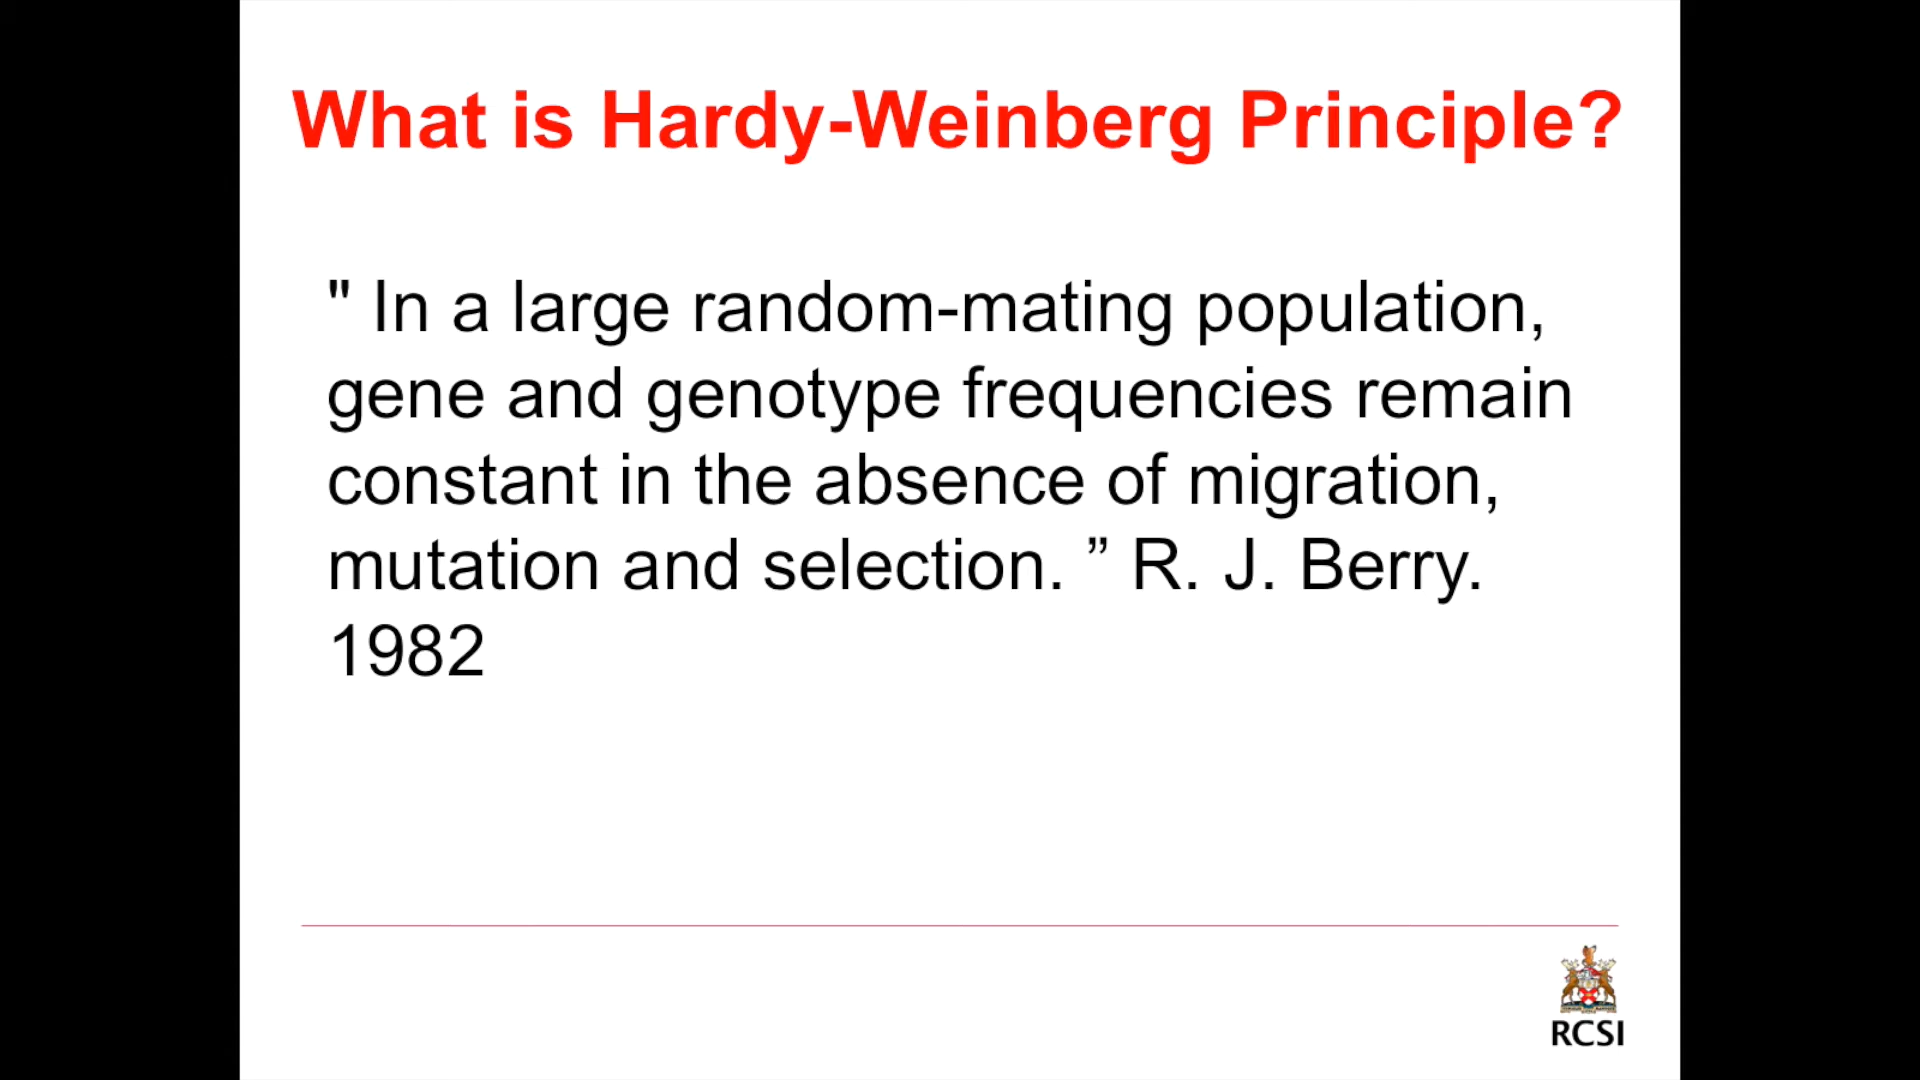 What is Hardy-Weinberg Principle?
" In a large random-mating population,
gene and genotype frequencies remain
constant in the absence of migration,
mutation and selection. ” R. J. Berry.
1982
RCSI